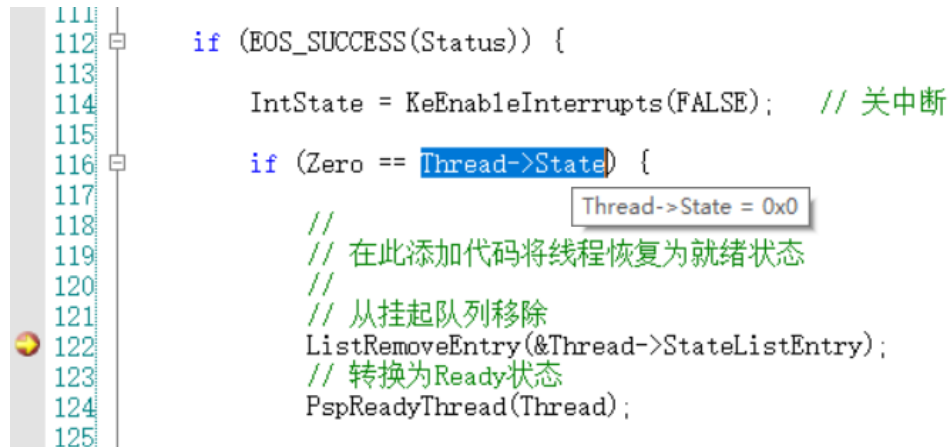 111
112 if (EOS_SUCCESS(Status)) {
113
114 IntState = KeEnableInterrupts(FALSE); // 关中断
115
116 if (Zero == Thread->State) {
117
Thread->State = 0x0
118 //
119 // 在此添加代码将线程恢复为就绪状态
120 //
121 // 从挂起队列移除
122 ListRemoveEntry(&Thread->StateListEntry);
123 // 转换为Ready状态
124 PspReadyThread(Thread);
125